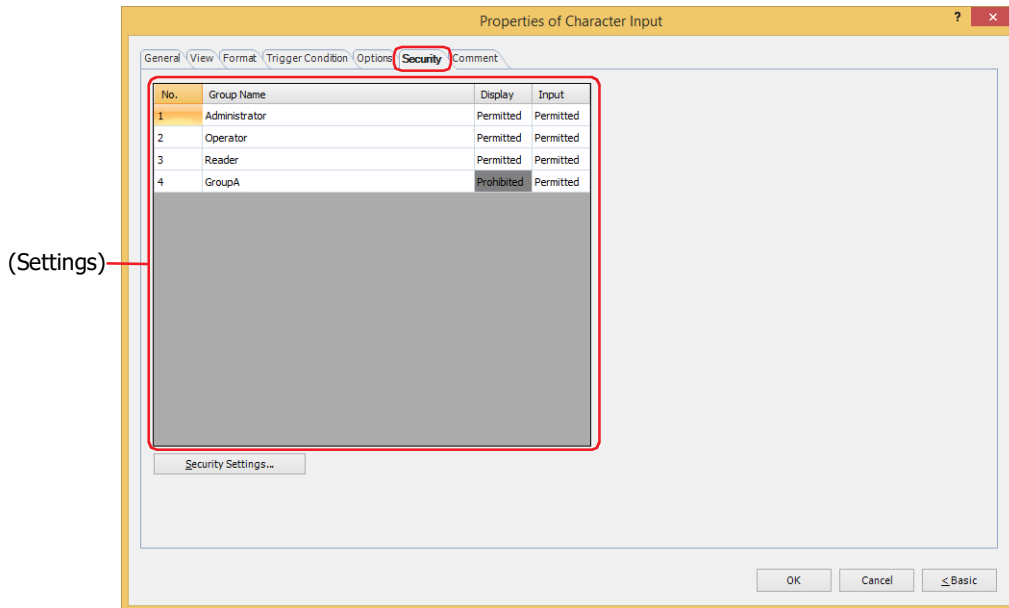 Properties of Character Input ? ×
General View Format Trigger Condition Options Security Comment
No. Group Name Display Input
1 Administrator Permitted Permitted
2 Operator Permitted Permitted
3 Reader Permitted Permitted
4 GroupA Prohibited Permitted
(Settings)
Security Settings...
OK Cancel < Basic